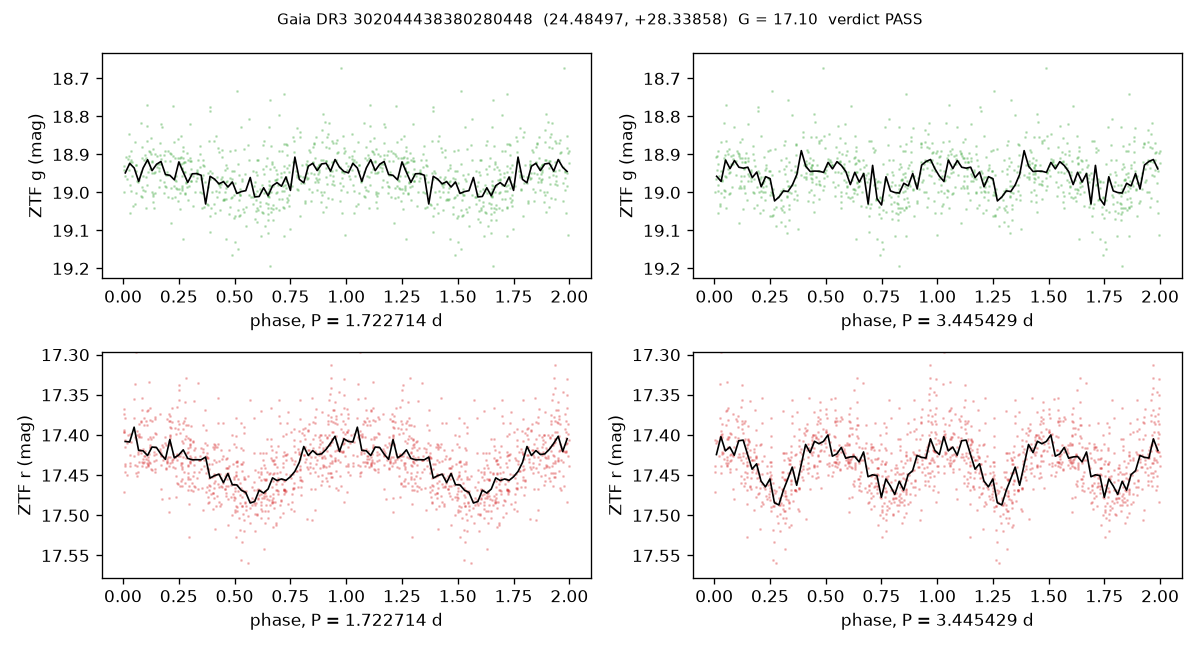 Gaia DR3 302044438380280448 (24.48497, +28.33858) G = 17.10 verdict PASS
ZTF g (mag)
18.7
18.8
18.9
19.0
19.1
19.2
0.00 0.25 0.50 0.75 1.00 1.25 1.50 1.75 2.00
phase, P = 1.722714 d
ZTF g (mag)
18.7
18.8
18.9
19.0
19.1
19.2
0.00 0.25 0.50 0.75 1.00 1.25 1.50 1.75 2.00
phase, P = 3.445429 d
ZTF r (mag)
17.30
17.35
17.40
17.45
17.50
17.55
0.00 0.25 0.50 0.75 1.00 1.25 1.50 1.75 2.00
phase, P = 1.722714 d
ZTF r (mag)
17.30
17.35
17.40
17.45
17.50
17.55
0.00 0.25 0.50 0.75 1.00 1.25 1.50 1.75 2.00
phase, P = 3.445429 d